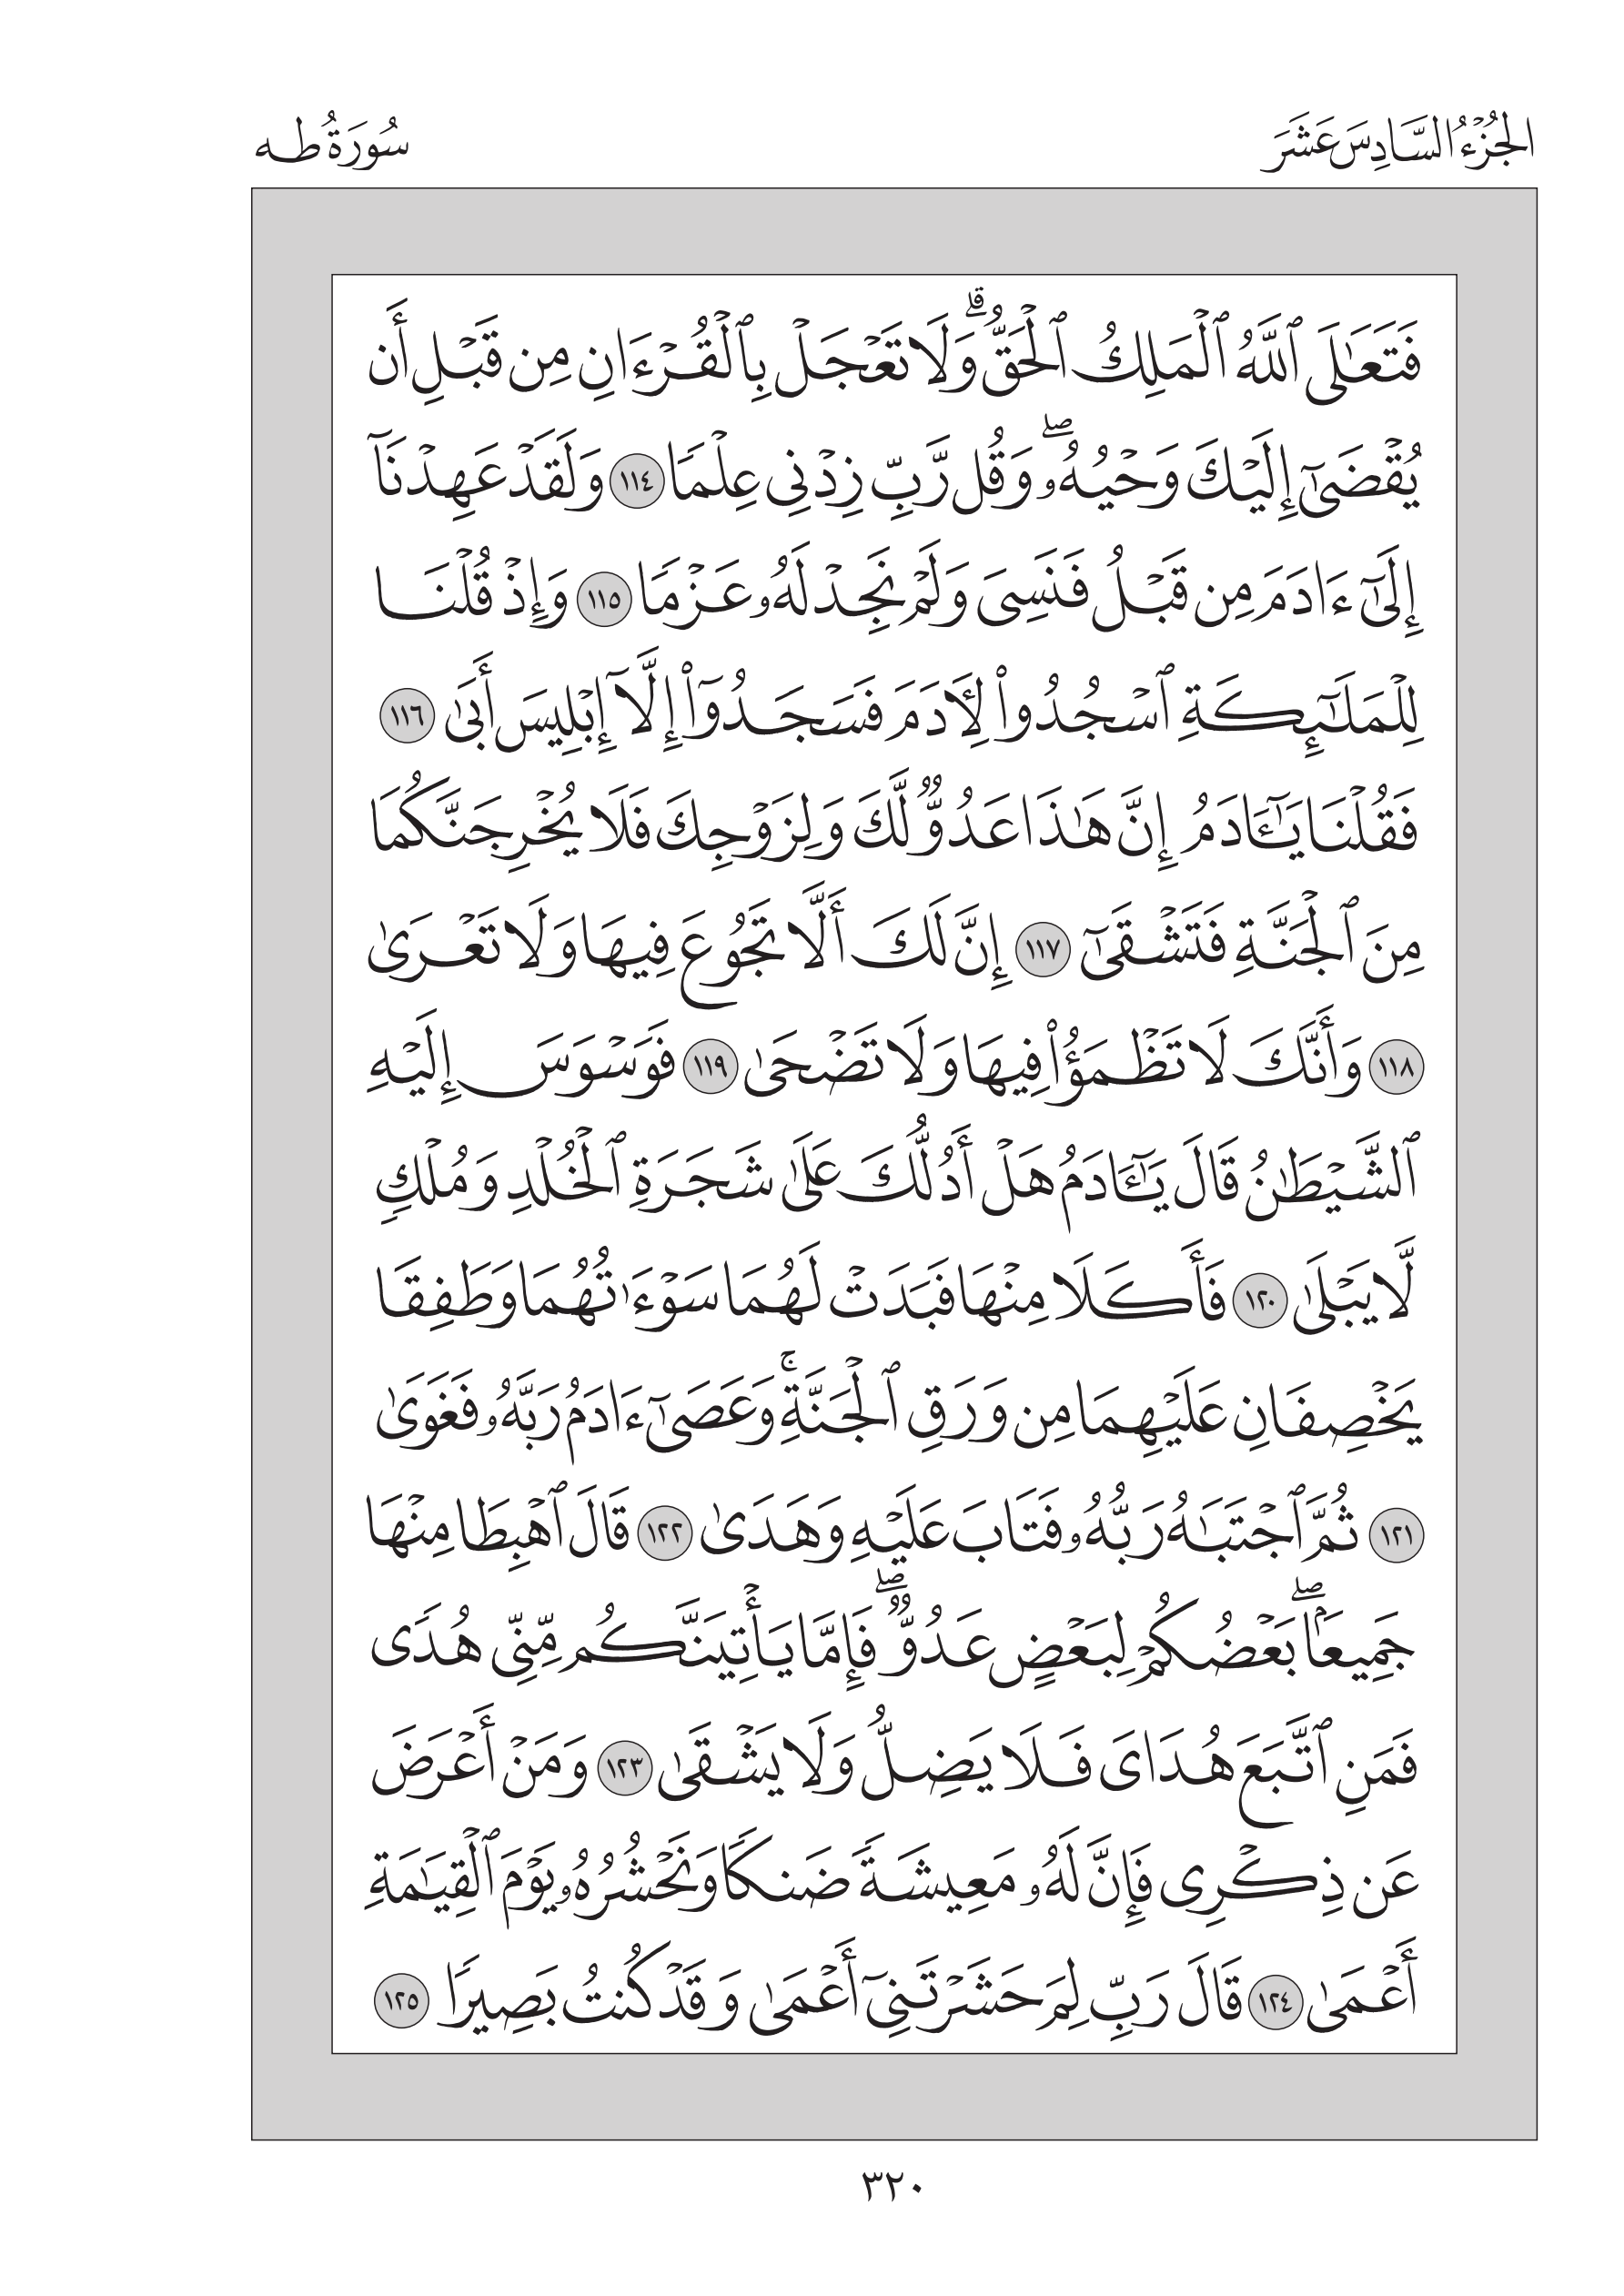 الجُزْءُ السَّادِسَ عَشَرَ
سُورَةُ طه
فَتَعَٰلَى ٱللَّهُ ٱلْمَلِكُ ٱلْحَقُّ ۗ وَلَا تَعْجَلْ بِٱلْقُرْءَانِ مِن قَبْلِ أَن
يُقْضَىٰٓ إِلَيْكَ وَحْيُهُۥ ۖ وَقُل رَّبِّ زِدْنِى عِلْمًا ١١٤ وَلَقَدْ عَهِدْنَآ
إِلَىٰٓ ءَادَمَ مِن قَبْلُ فَنَسِىَ وَلَمْ نَجِدْ لَهُۥ عَزْمًا ١١٥ وَإِذْ قُلْنَا
لِلْمَلَٰٓئِكَةِ ٱسْجُدُوا۟ لِـَٔادَمَ فَسَجَدُوٓا۟ إِلَّآ إِبْلِيسَ أَبَىٰ ١١٦
فَقُلْنَا يَٰٓـَٔادَمُ إِنَّ هَٰذَا عَدُوٌّ لَّكَ وَلِزَوْجِكَ فَلَا يُخْرِجَنَّكُمَا
مِنَ ٱلْجَنَّةِ فَتَشْقَىٰٓ ١١٧ إِنَّ لَكَ أَلَّا تَجُوعَ فِيهَا وَلَا تَعْرَىٰ
١١٨ وَأَنَّكَ لَا تَظْمَؤُا۟ فِيهَا وَلَا تَضْحَىٰ ١١٩ فَوَسْوَسَ إِلَيْهِ
ٱلشَّيْطَٰنُ قَالَ يَٰٓـَٔادَمُ هَلْ أَدُلُّكَ عَلَىٰ شَجَرَةِ ٱلْخُلْدِ وَمُلْكٍ
لَّا يَبْلَىٰ ١٢٠ فَأَكَلَا مِنْهَا فَبَدَتْ لَهُمَا سَوْءَٰتُهُمَا وَطَفِقَا
يَخْصِفَانِ عَلَيْهِمَا مِن وَرَقِ ٱلْجَنَّةِ ۚ وَعَصَىٰٓ ءَادَمُ رَبَّهُۥ فَغَوَىٰ
١٢١ ثُمَّ ٱجْتَبَٰهُ رَبُّهُۥ فَتَابَ عَلَيْهِ وَهَدَىٰ ١٢٢ قَالَ ٱهْبِطَا مِنْهَا
جَمِيعًۢا ۖ بَعْضُكُمْ لِبَعْضٍ عَدُوٌّ ۖ فَإِمَّا يَأْتِيَنَّكُم مِّنِّى هُدًى
فَمَنِ ٱتَّبَعَ هُدَاىَ فَلَا يَضِلُّ وَلَا يَشْقَىٰ ١٢٣ وَمَنْ أَعْرَضَ
عَن ذِكْرِى فَإِنَّ لَهُۥ مَعِيشَةً ضَنكًا وَنَحْشُرُهُۥ يَوْمَ ٱلْقِيَٰمَةِ
أَعْمَىٰ ١٢٤ قَالَ رَبِّ لِمَ حَشَرْتَنِىٓ أَعْمَىٰ وَقَدْ كُنتُ بَصِيرًا ١٢٥
٣٢٠